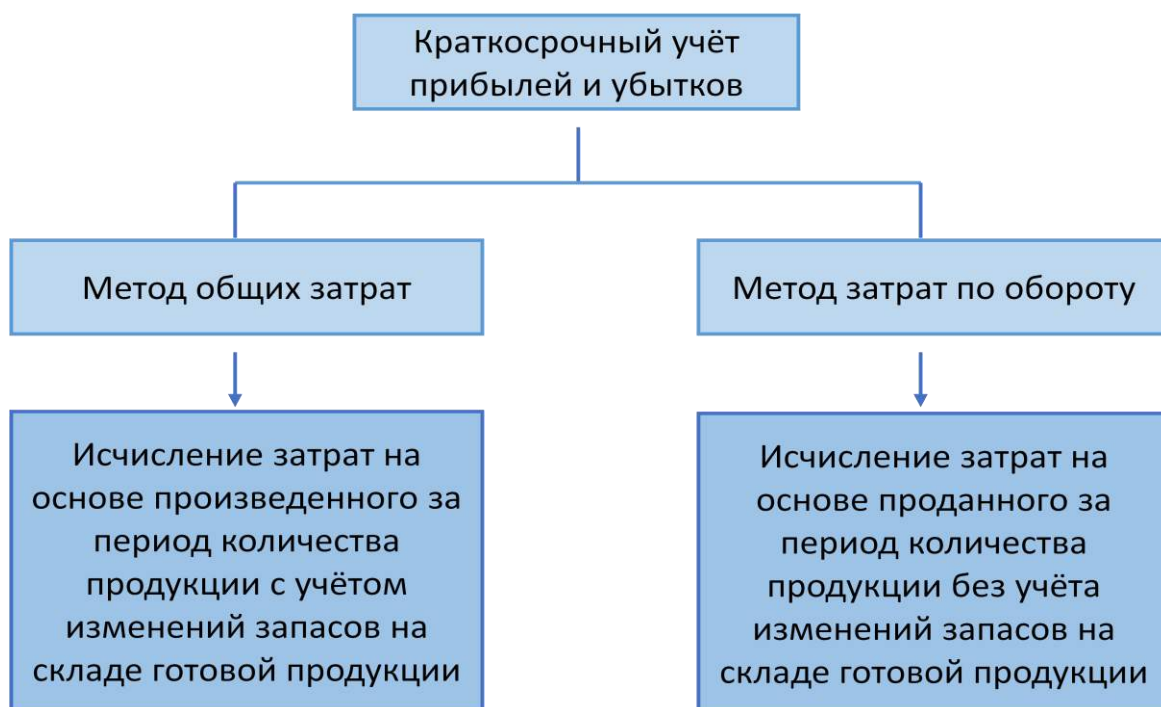 Краткосрочный учёт
прибылей и убытков
Метод общих затрат
Метод затрат по обороту
Исчисление затрат на
основе произведенного за
период количества
продукции с учётом
изменений запасов на
складе готовой продукции
Исчисление затрат на
основе проданного за
период количества
продукции без учёта
изменений запасов на
складе готовой продукции